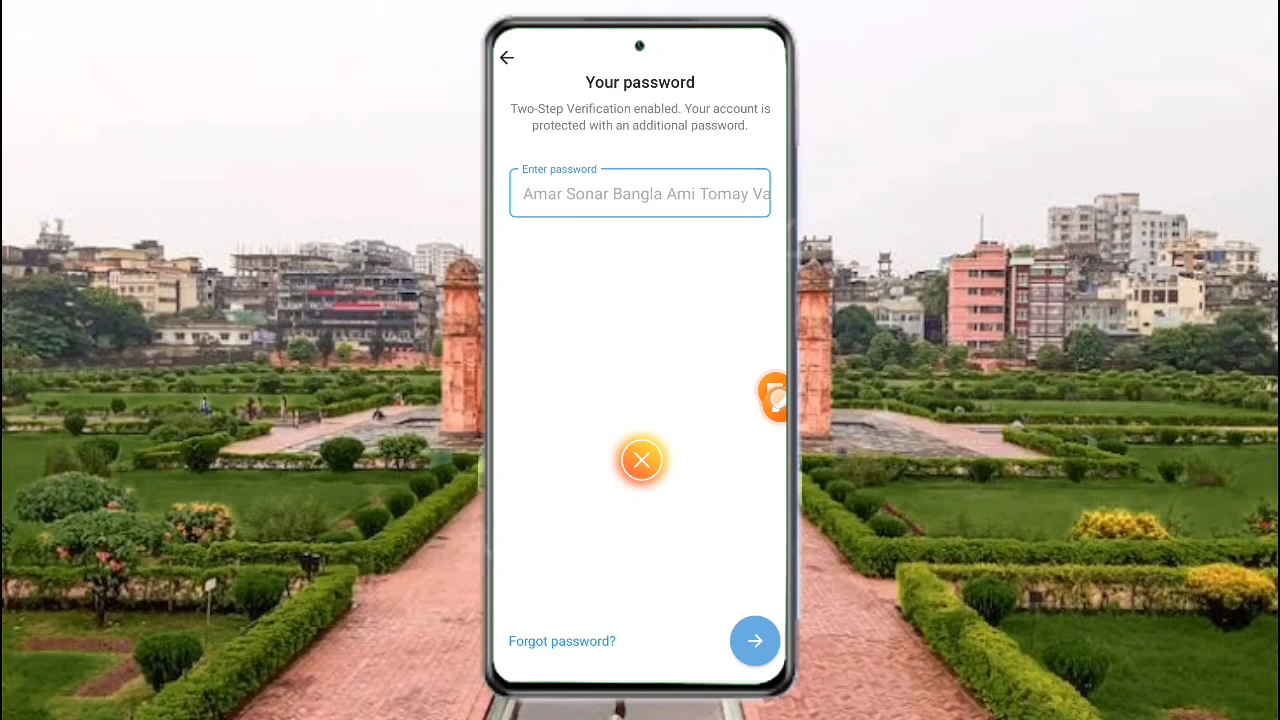 Your password
Two-Step Verification enabled. Your account is
protected with an additional password.
Enter password
Amar Sonar Bangla Ami Tomay Va
Forgot password?